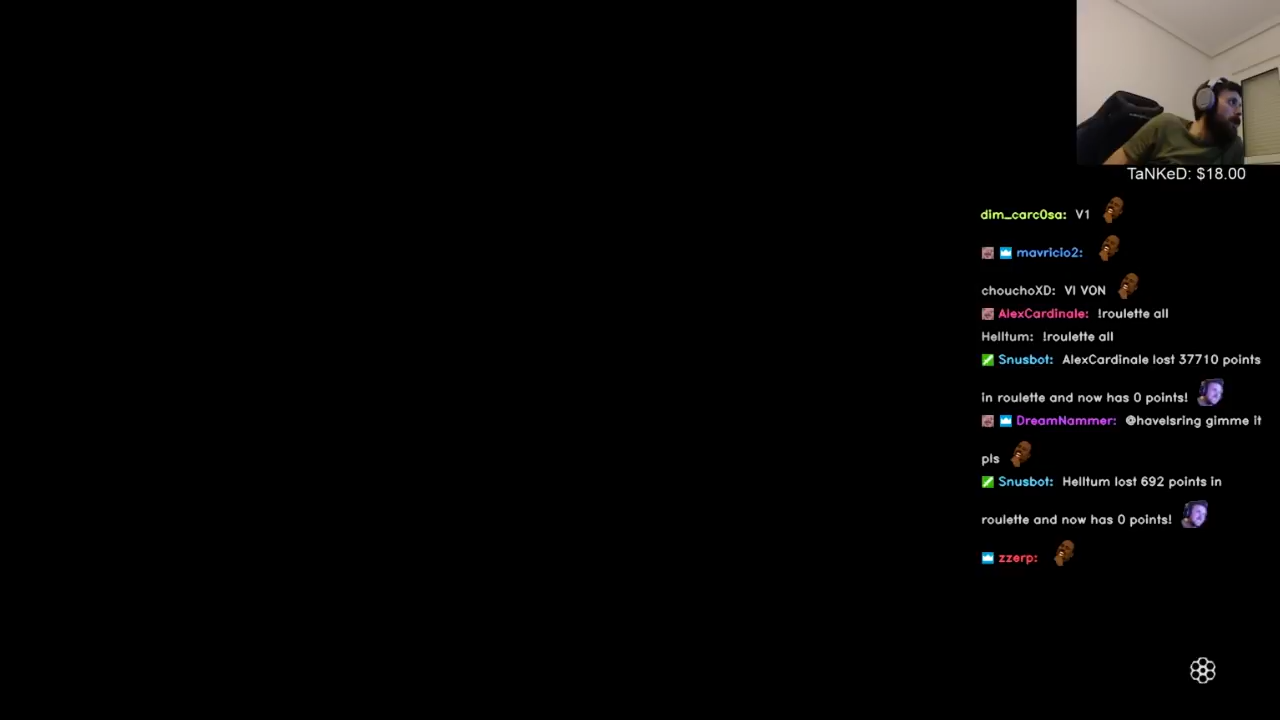 TaNKeD: $18.00
dim_carc0sa: V1
mavricio2:
chouchoXD: VI VON
AlexCardinale: !roulette all
Helltum: !roulette all
Snusbot: AlexCardinale lost 37710 points
in roulette and now has 0 points!
DreamNammer: @havelsring gimme it
pls
Snusbot: Helltum lost 692 points in
roulette and now has 0 points!
zzerp: